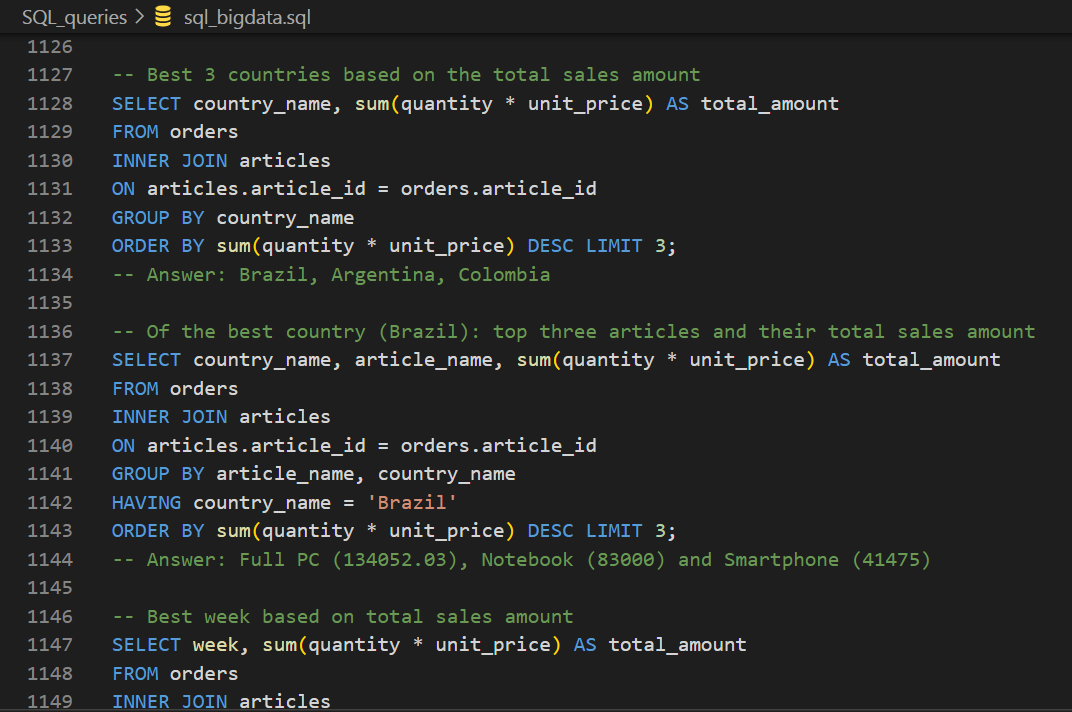 SQL_queries > sql_bigdata.sql
1126
1127 -- Best 3 countries based on the total sales amount
1128 SELECT country_name, sum(quantity * unit_price) AS total_amount
1129 FROM orders
1130 INNER JOIN articles
1131 ON articles.article_id = orders.article_id
1132 GROUP BY country_name
1133 ORDER BY sum(quantity * unit_price) DESC LIMIT 3;
1134 -- Answer: Brazil, Argentina, Colombia
1135
1136 -- Of the best country (Brazil): top three articles and their total sales amount
1137 SELECT country_name, article_name, sum(quantity * unit_price) AS total_amount
1138 FROM orders
1139 INNER JOIN articles
1140 ON articles.article_id = orders.article_id
1141 GROUP BY article_name, country_name
1142 HAVING country_name = 'Brazil'
1143 ORDER BY sum(quantity * unit_price) DESC LIMIT 3;
1144 -- Answer: Full PC (134052.03), Notebook (83000) and Smartphone (41475)
1145
1146 -- Best week based on total sales amount
1147 SELECT week, sum(quantity * unit_price) AS total_amount
1148 FROM orders
1149 INNER JOIN articles